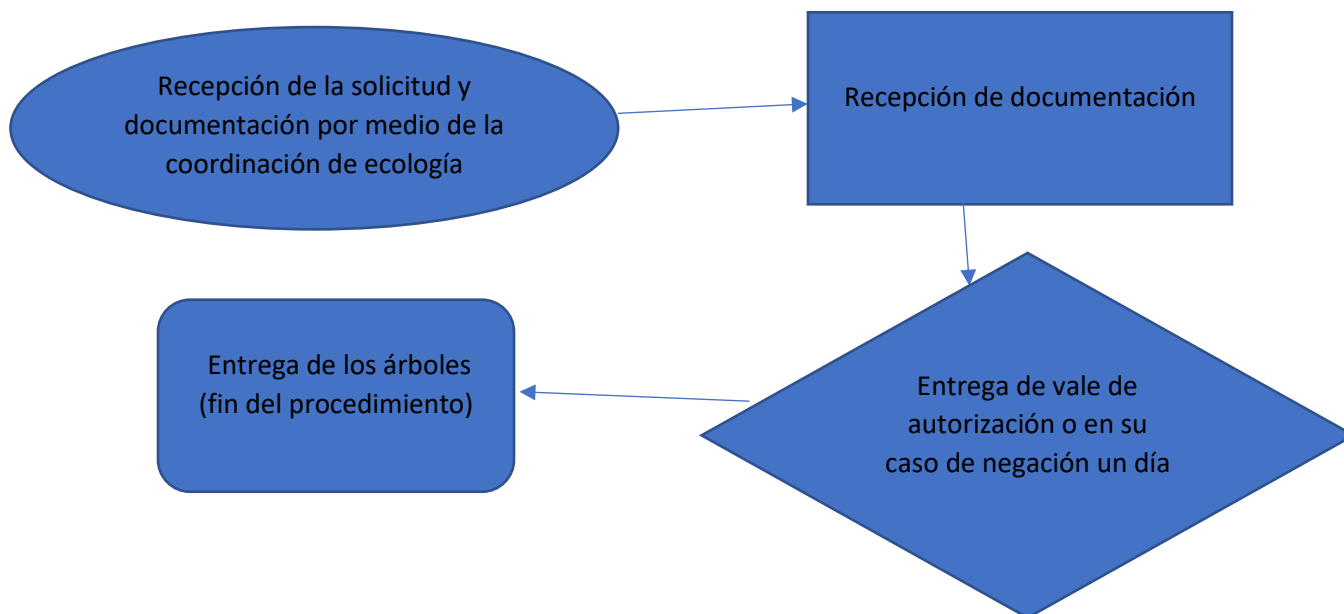 Recepción de la solicitud y
documentación por medio de la
coordinación de ecología
Recepción de documentación
Entrega de vale de
autorización o en su
caso de negación un día
Entrega de los árboles
(fin del procedimiento)